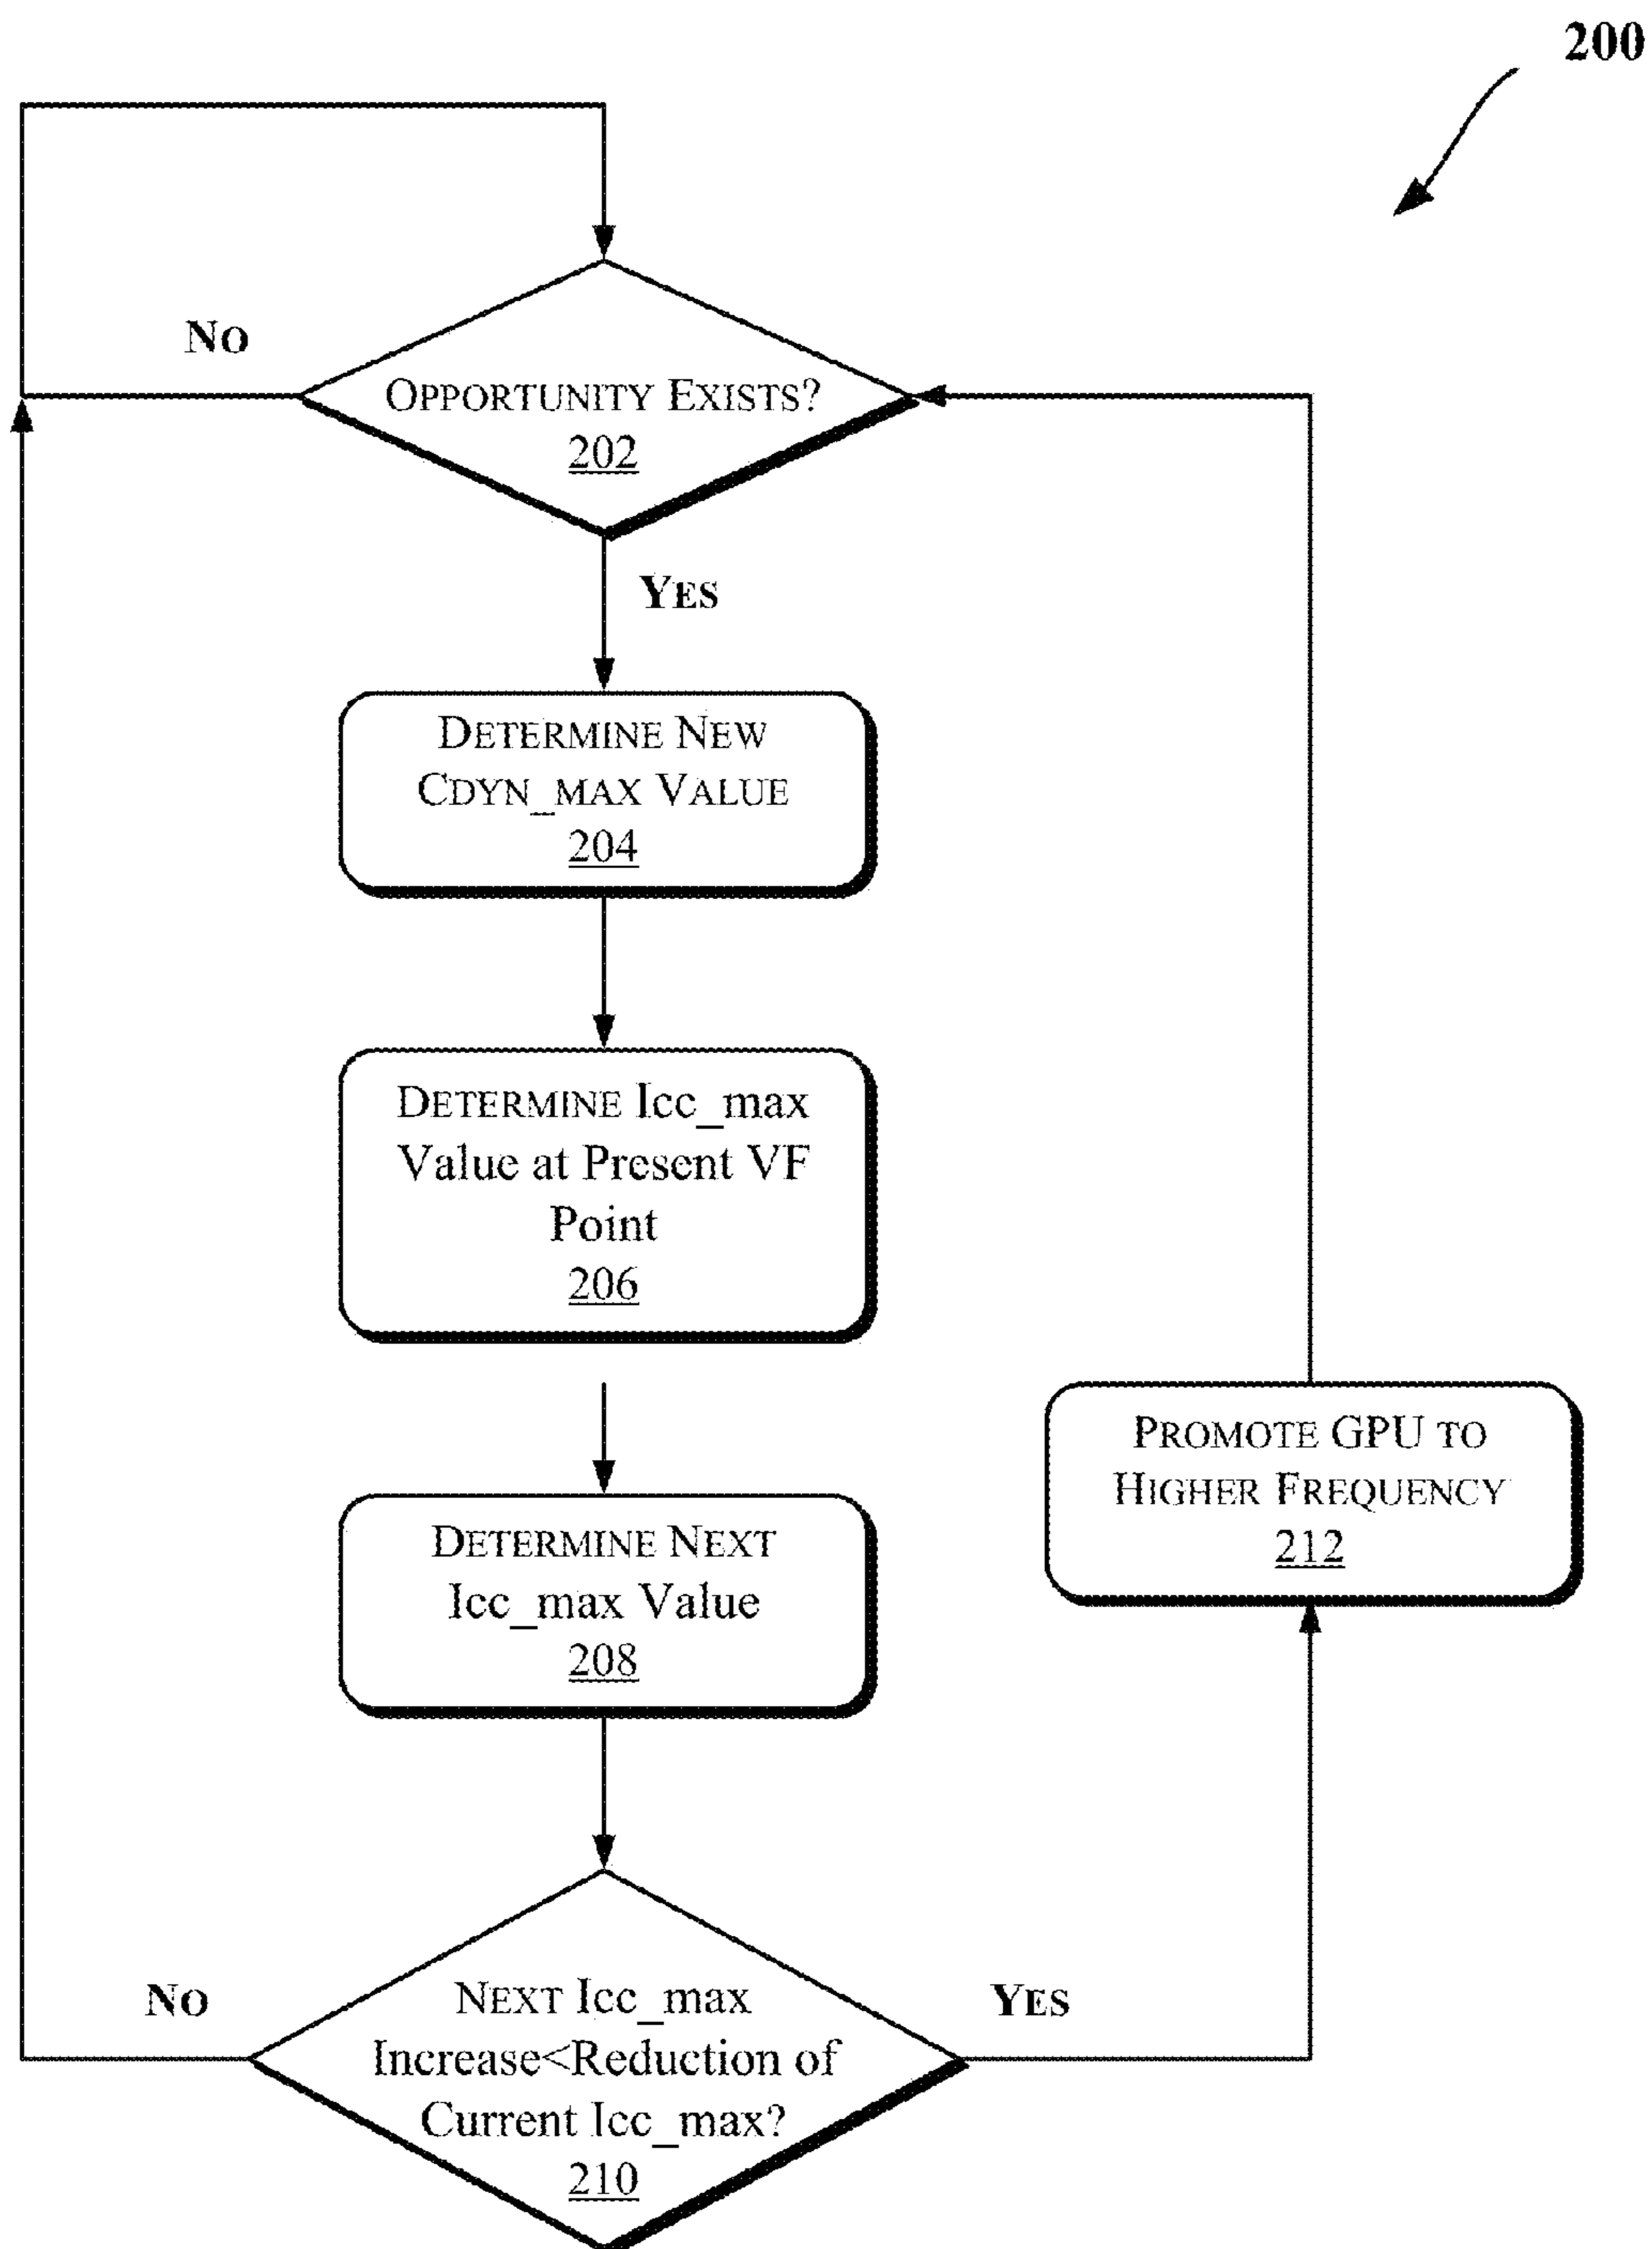 200
NO
OPPORTUNITY EXISTS?
202
YES
DETERMINE NEW
CDYN_MAX VALUE
204
DETERMINE Icc_max
Value at Present VF
Point
206
PROMOTE GPU TO
HIGHER FREQUENCY
212
DETERMINE NEXT
Icc_max Value
208
NO
NEXT Icc_max
Increase<Reduction of
Current Icc_max?
210
YES